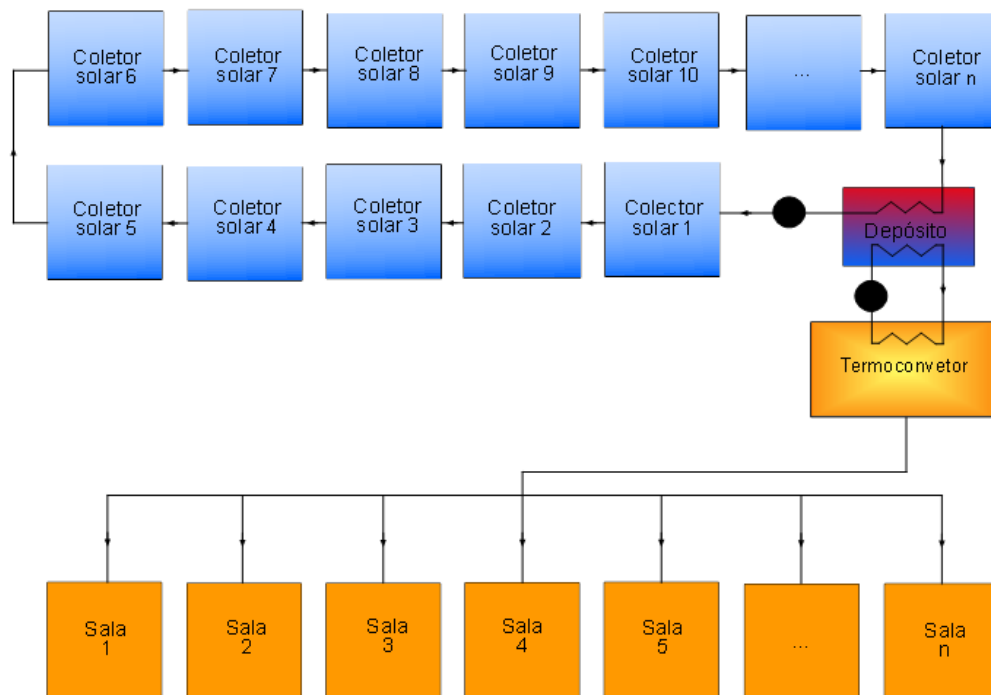 Coletor
solar 6
Coletor
solar 7
Coletor
solar 8
Coletor
solar 9
Coletor
solar 10
...
Coletor
solar n
Coletor
solar 5
Coletor
solar 4
Coletor
solar 3
Coletor
solar 2
Colector
solar 1
Depósito
Termoconvetor
Sala
1
Sala
2
Sala
3
Sala
4
Sala
5
...
Sala
n